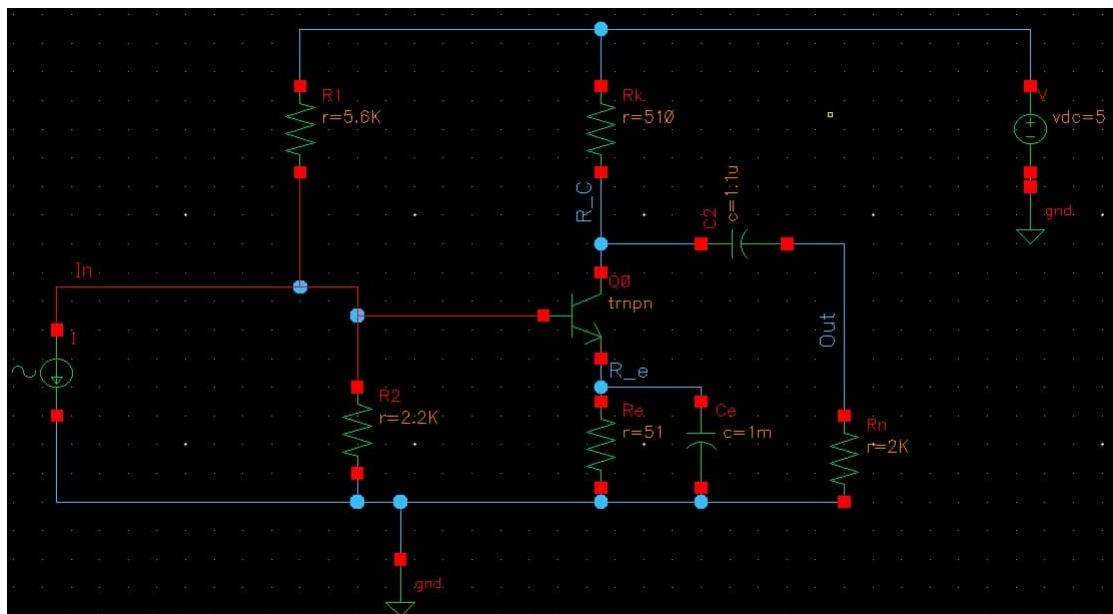 R1
r=5.6K
Rk
r=510
V
vdc=5
gnd
R_C
C2
c=1.1u
In
I
Q0
trnpn
Out
R_e
R2
r=2.2K
Re
r=51
Ce
c=1m
Rn
r=2K
gnd